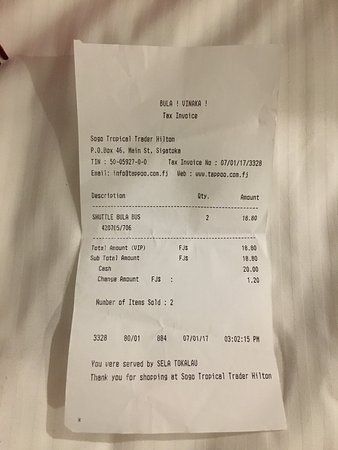 BULA ! VINAKA !
Tax Invoice
Sogo Tropical Trader Hilton
P.O.Box 46, Main St, Sigatoka
TIN : 50-05927-0-0 Tax Invoice No : 07/01/17/3328
Email: info@tappoo.com.fj Web : www.tappoo.com.fj
Description Qty. Amount
SHUTTLE BULA BUS 2 18.80
420705/706
Total Amount (VIP) FJ$ 18.80
Sub Total Amount FJ$ 18.80
Cash 20.00
Change Amount FJ$ : 1.20
Number of Items Sold : 2
3328 80/01 884 07/01/17 03:02:15 PM
You were served by SELA TOKALAU
Thank you for shopping at Sogo Tropical Trader Hilton